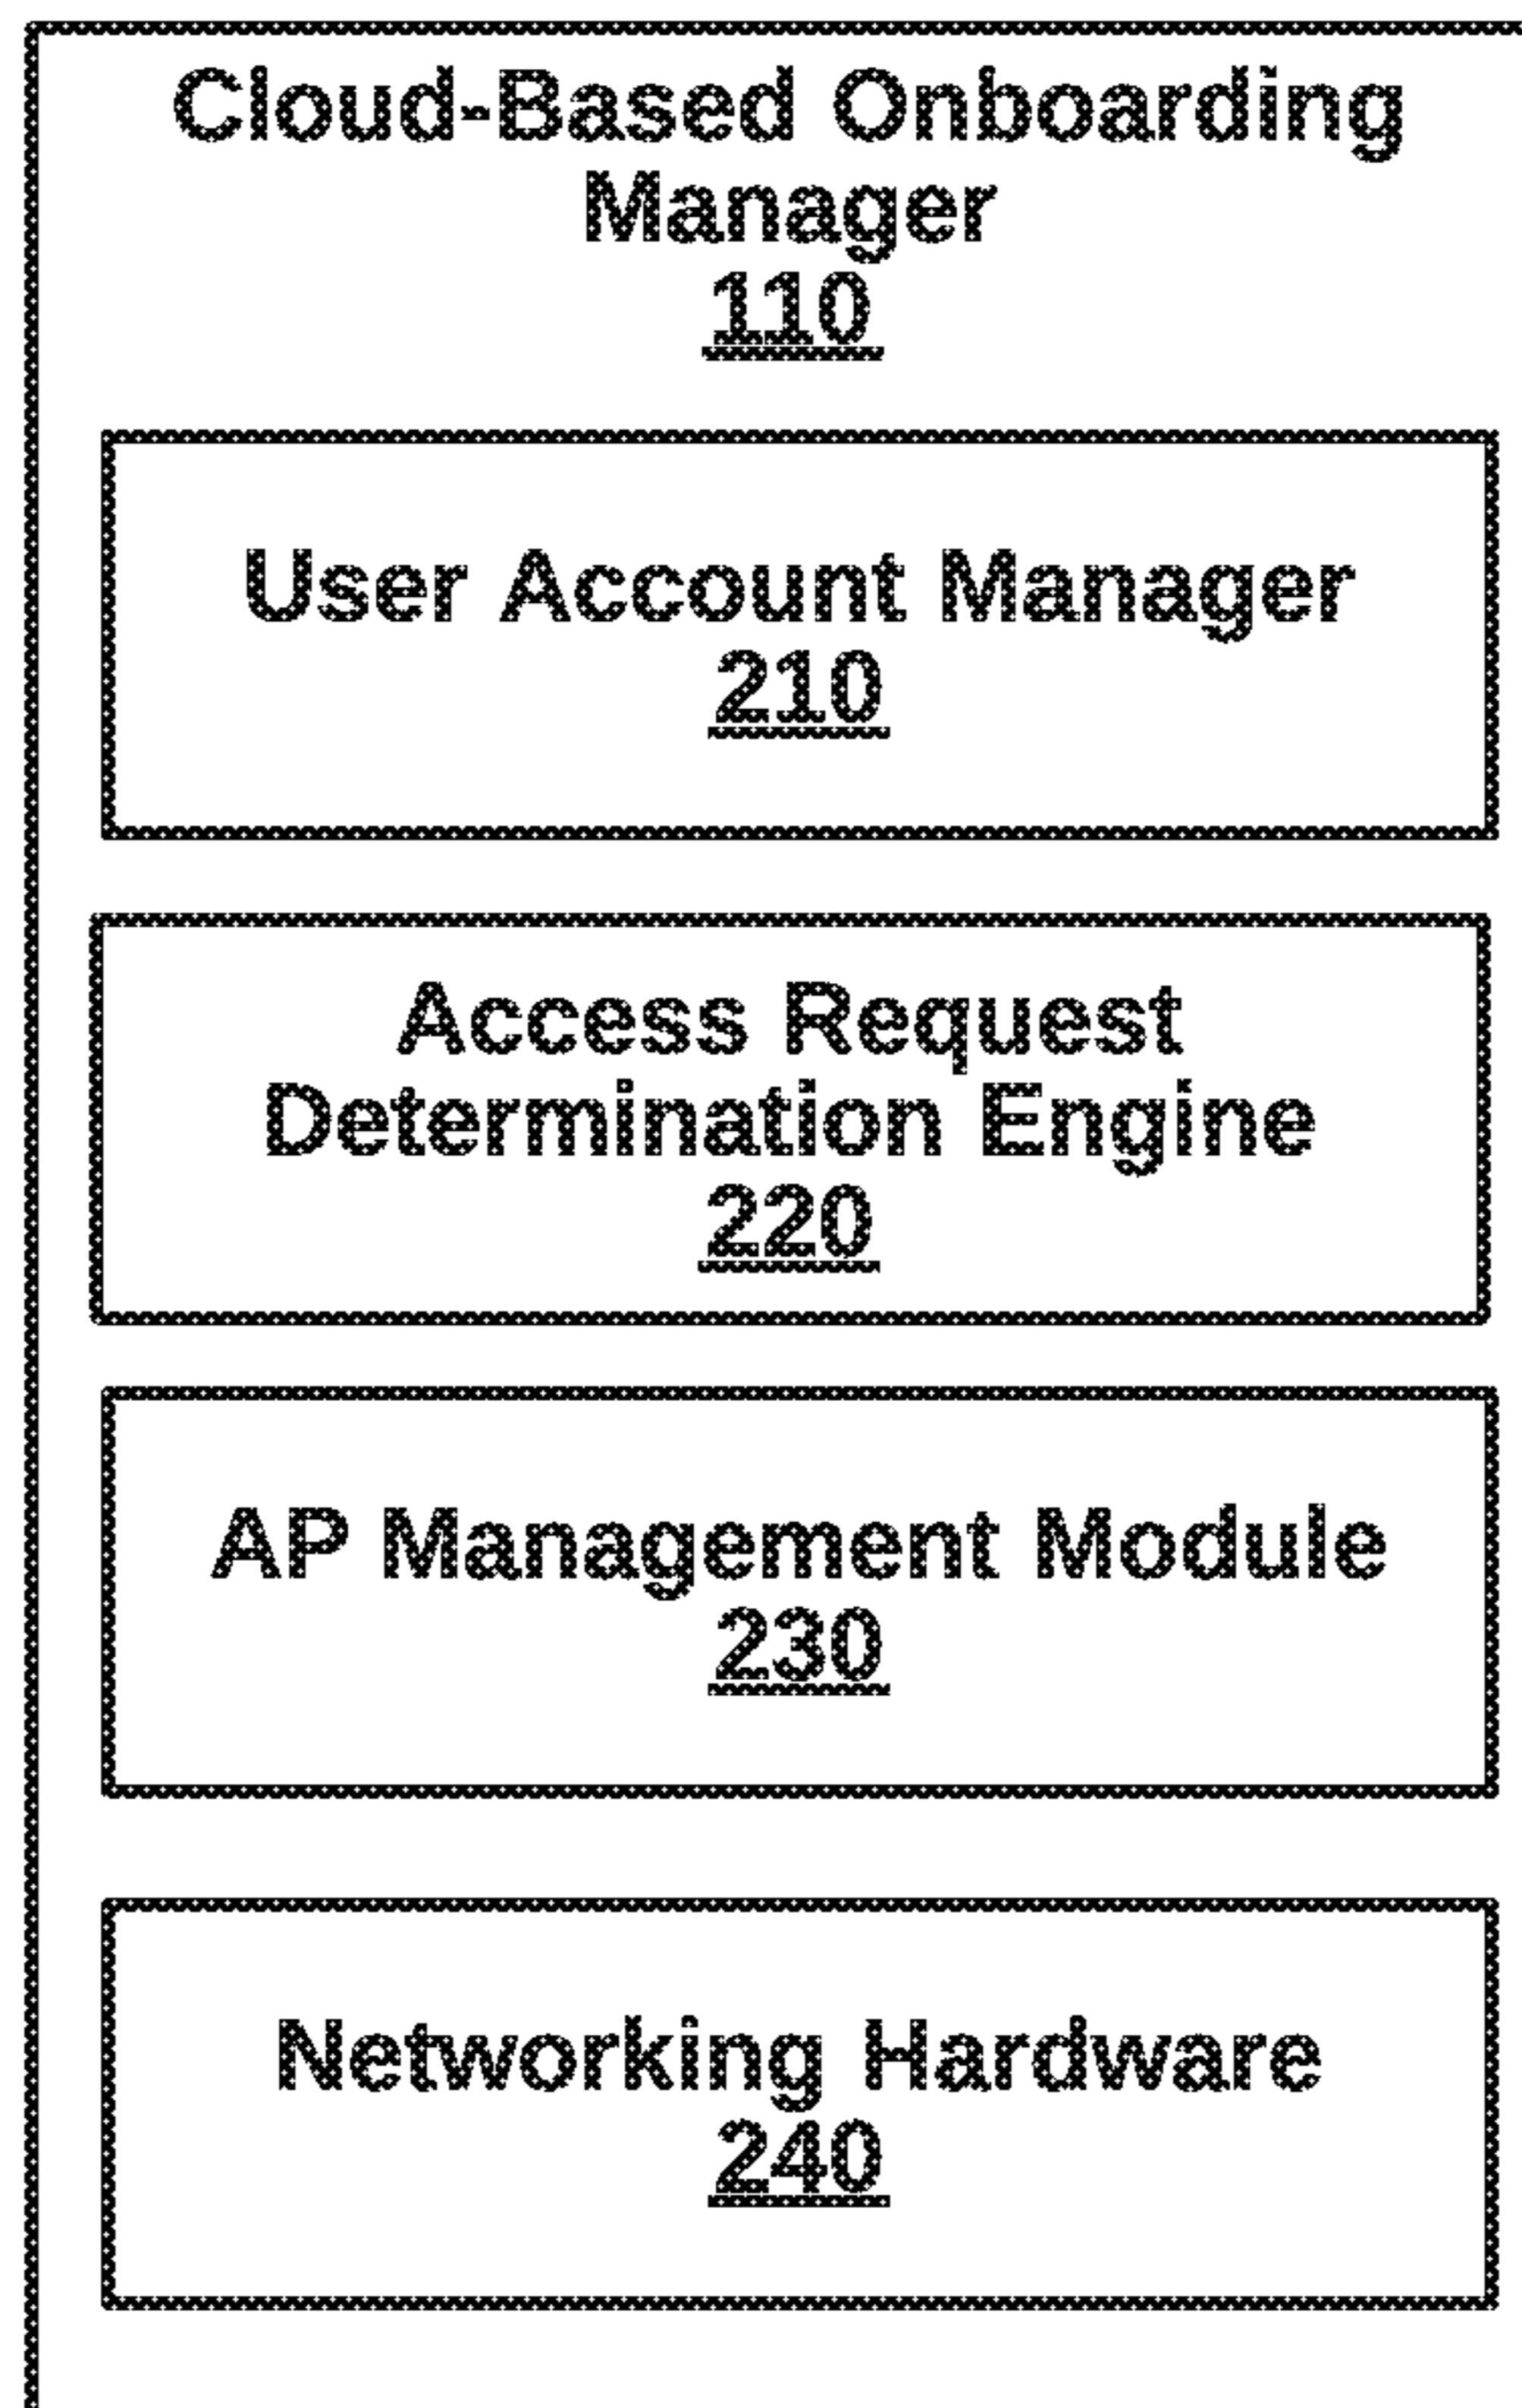 Cloud-Based Onboarding
Manager
110
User Account Manager
210
Access Request
Determination Engine
220
AP Management Module
230
Networking Hardware
240